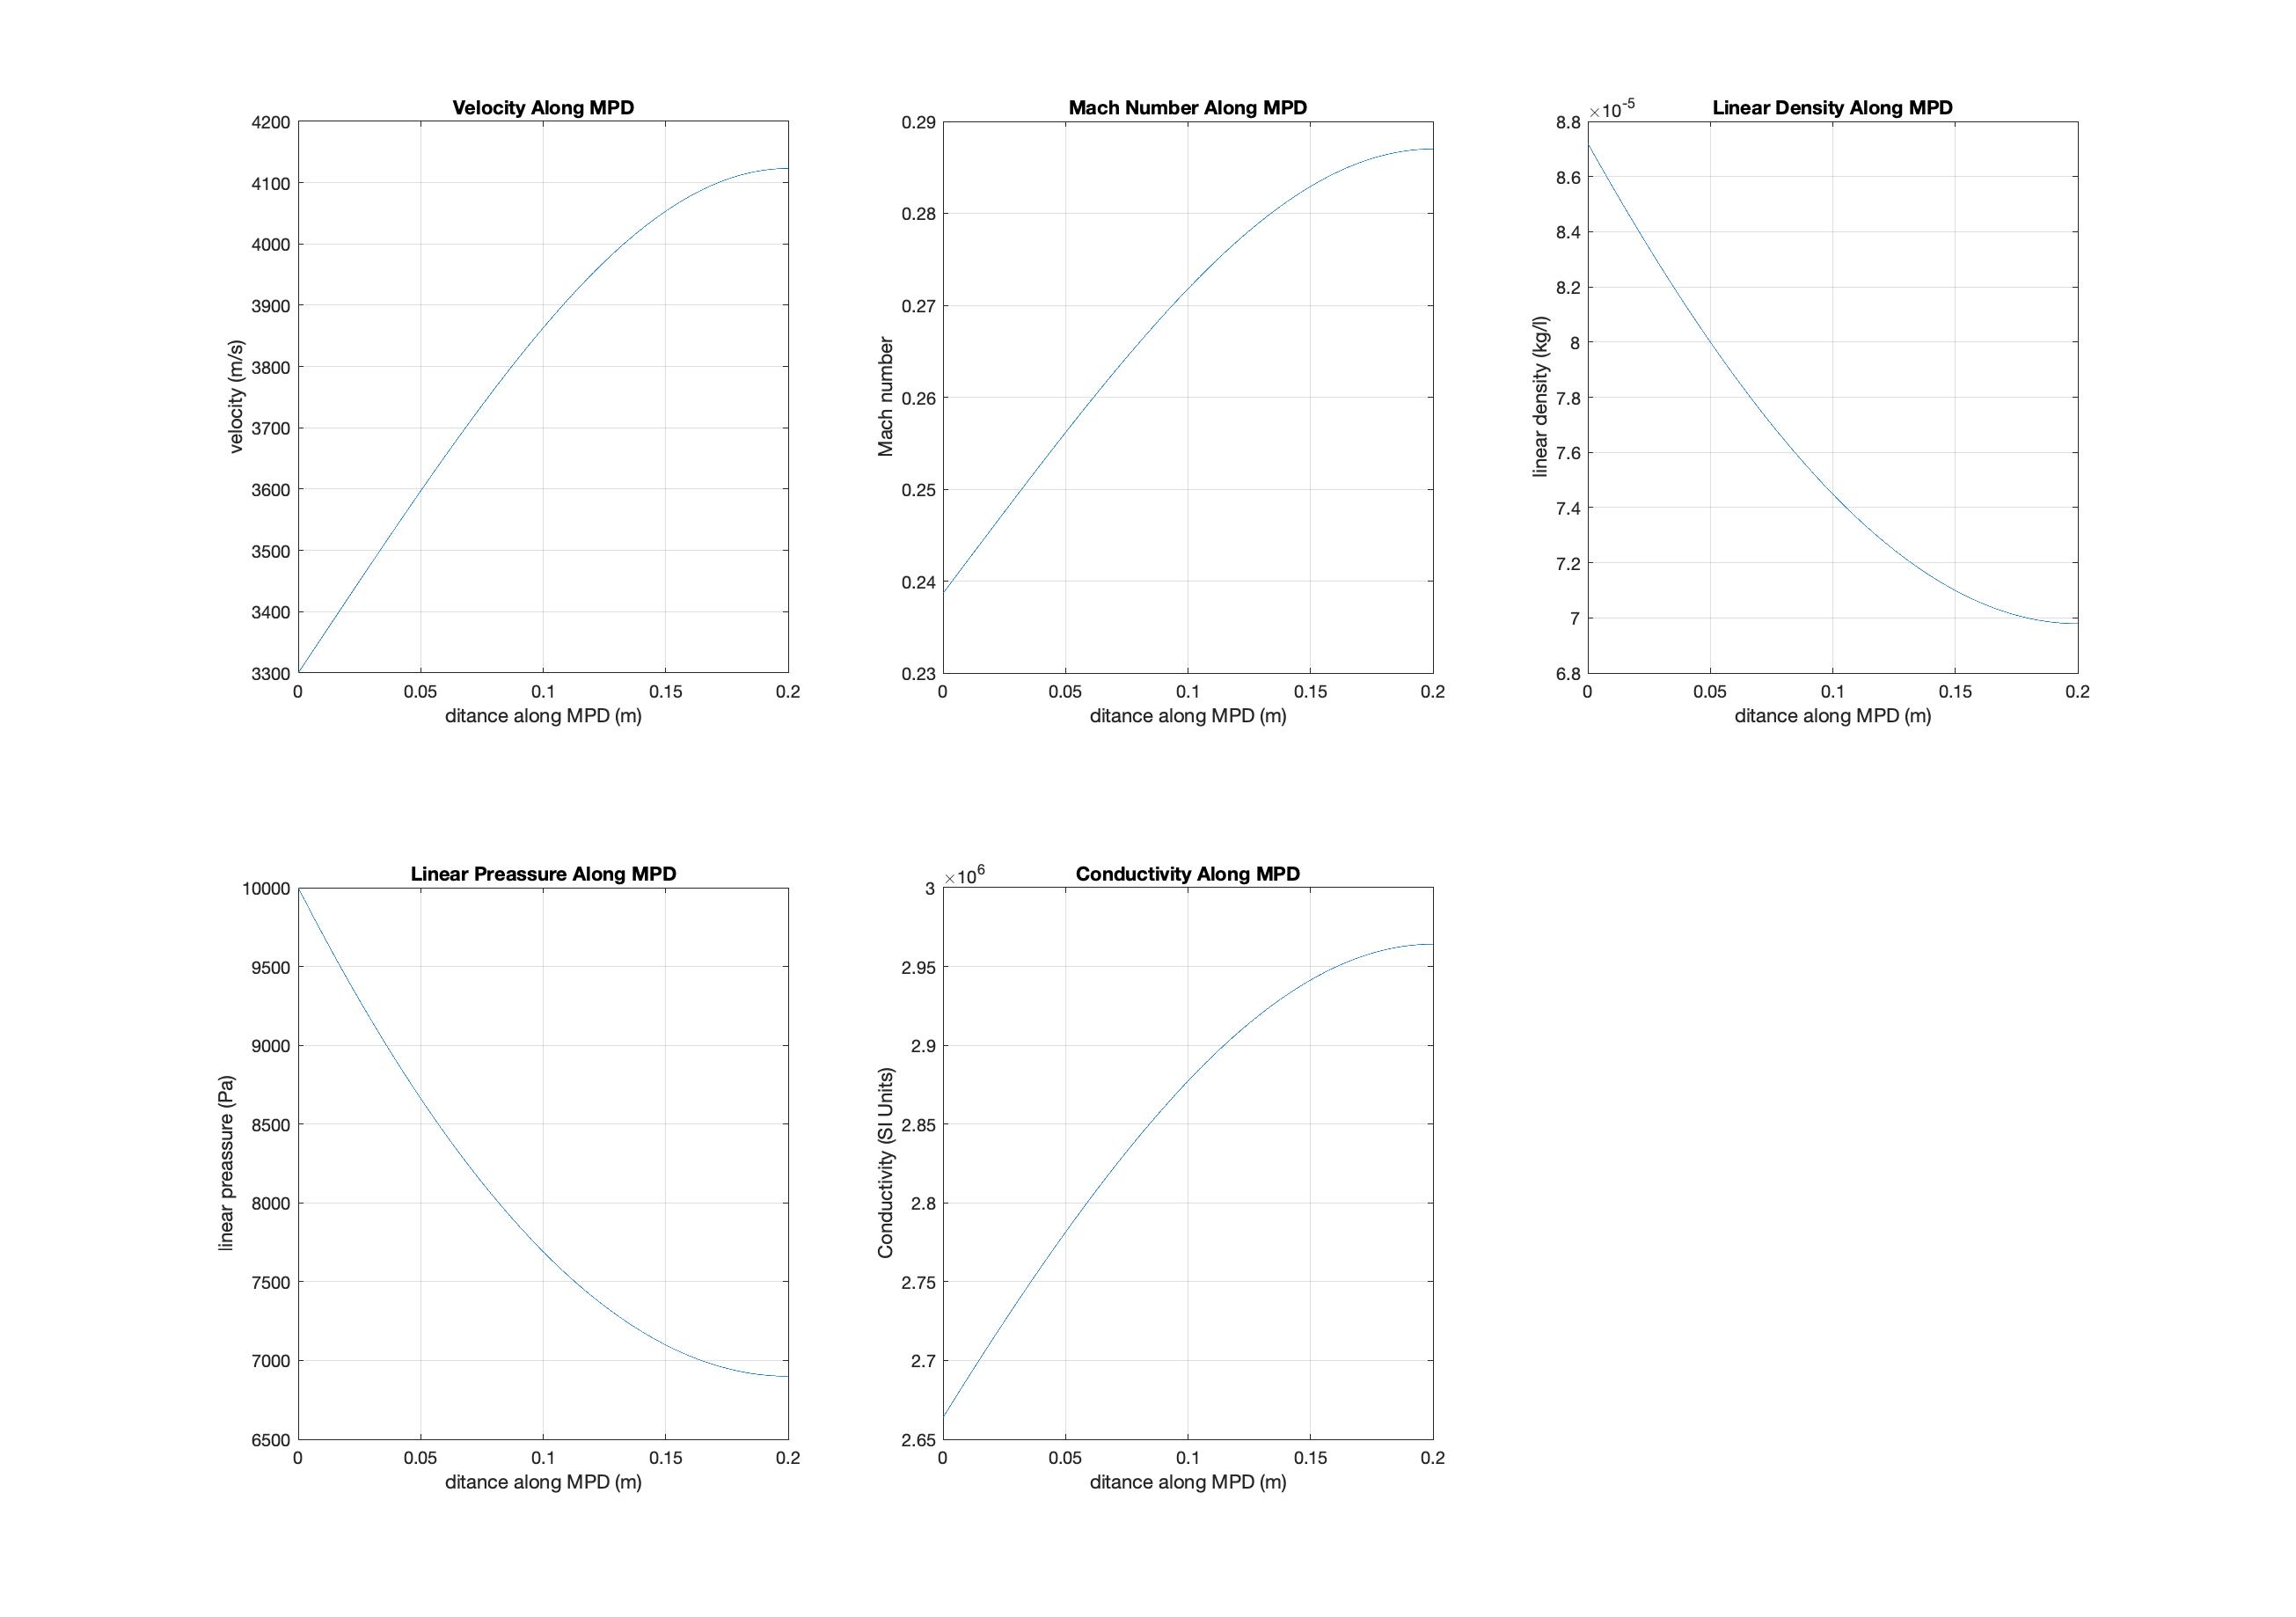 Velocity Along MPD
4200
4100
4000
3900
3800
3700
3600
3500
3400
3300
velocity (m/s)
0 0.05 0.1 0.15 0.2
ditance along MPD (m)
Mach Number Along MPD
0.29
0.28
0.27
0.26
0.25
0.24
0.23
Mach number
0 0.05 0.1 0.15 0.2
ditance along MPD (m)
×10-5
Linear Density Along MPD
8.8
8.6
8.4
8.2
8
7.8
7.6
7.4
7.2
7
6.8
linear density (kg/l)
0 0.05 0.1 0.15 0.2
ditance along MPD (m)
Linear Preassure Along MPD
10000
9500
9000
8500
8000
7500
7000
6500
linear preassure (Pa)
0 0.05 0.1 0.15 0.2
ditance along MPD (m)
×10^6
Conductivity Along MPD
3
2.95
2.9
2.85
2.8
2.75
2.7
2.65
Conductivity (SI Units)
0 0.05 0.1 0.15 0.2
ditance along MPD (m)